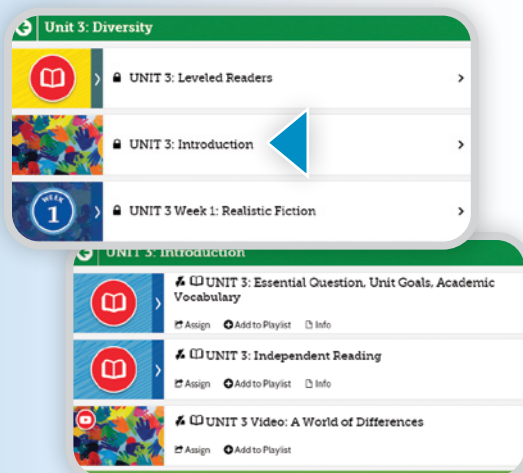 Unit 3: Diversity
UNIT 3: Leveled Readers
UNIT 3: Introduction
WEEK
1
UNIT 3 Week 1: Realistic Fiction
UNIT 3: Introduction
UNIT 3: Essential Question, Unit Goals, Academic
Vocabulary
Assign Add to Playlist Info
UNIT 3: Independent Reading
Assign Add to Playlist Info
UNIT 3 Video: A World of Differences
Assign Add to Playlist